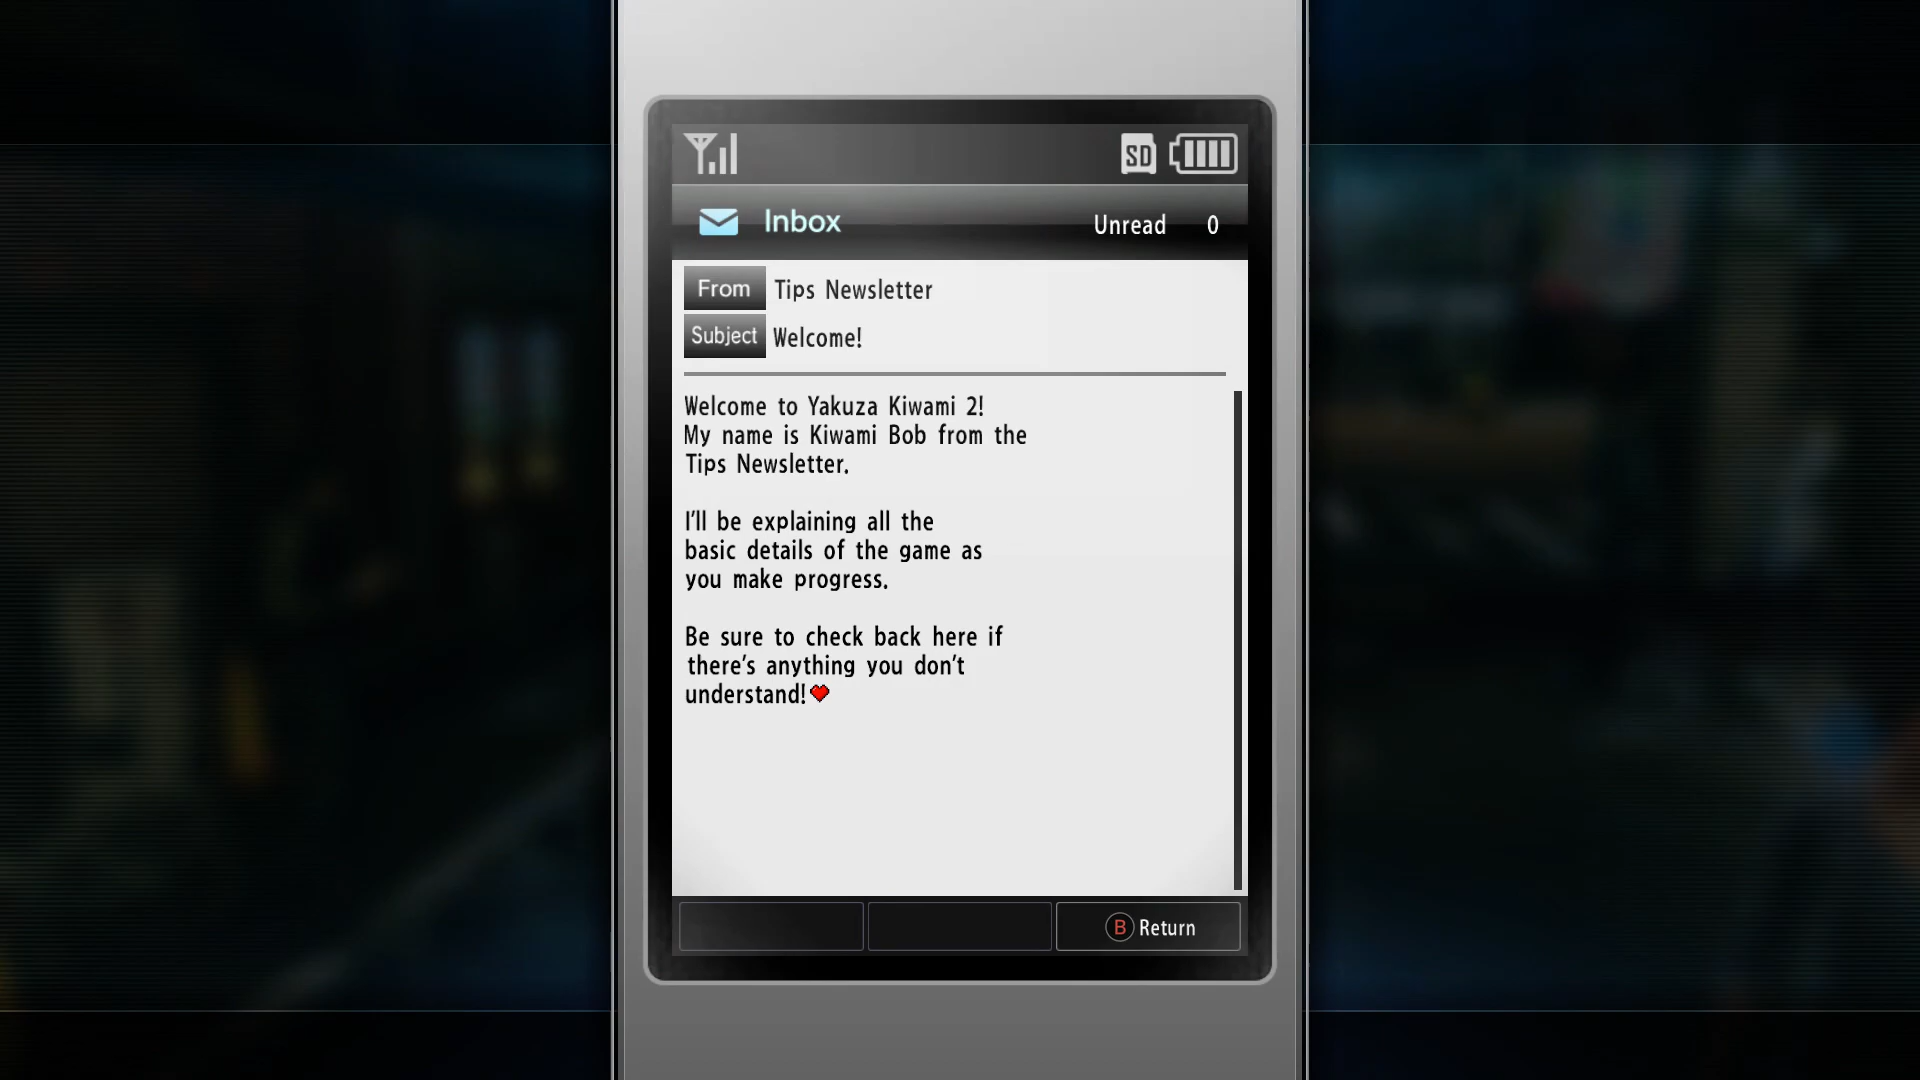 SD
Inbox Unread 0
From Tips Newsletter
Subject Welcome!
Welcome to Yakuza Kiwami 2!
My name is Kiwami Bob from the
Tips Newsletter.
I'll be explaining all the
basic details of the game as
you make progress.
Be sure to check back here if
there's anything you don't
understand!❤
B Return